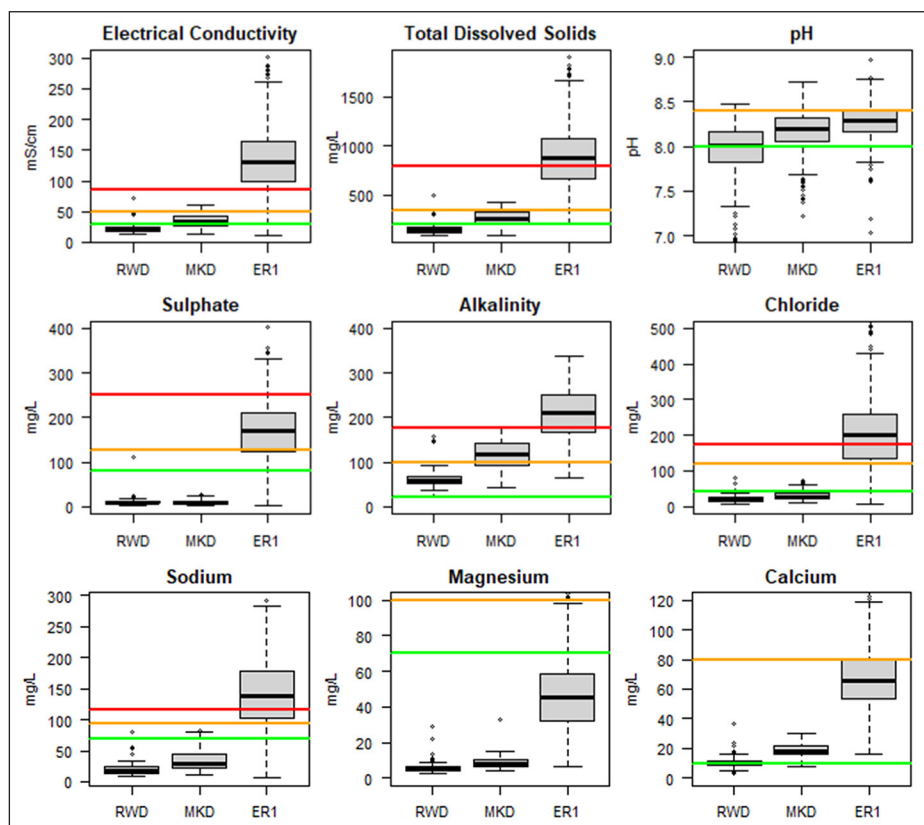 Electrical Conductivity
Total Dissolved Solids
pH
mS/cm
300
250
200
150
100
50
0
RWD MKD ER1
mg/L
1500
1000
500
RWD MKD ER1
pH
9.0
8.5
8.0
7.5
7.0
RWD MKD ER1
Sulphate
Alkalinity
Chloride
mg/L
400
300
200
100
0
RWD MKD ER1
mg/L
400
300
200
100
0
RWD MKD ER1
mg/L
500
400
300
200
100
0
RWD MKD ER1
Sodium
Magnesium
Calcium
mg/L
300
250
200
150
100
50
0
RWD MKD ER1
mg/L
100
80
60
40
20
0
RWD MKD ER1
mg/L
120
100
80
60
40
20
0
RWD MKD ER1